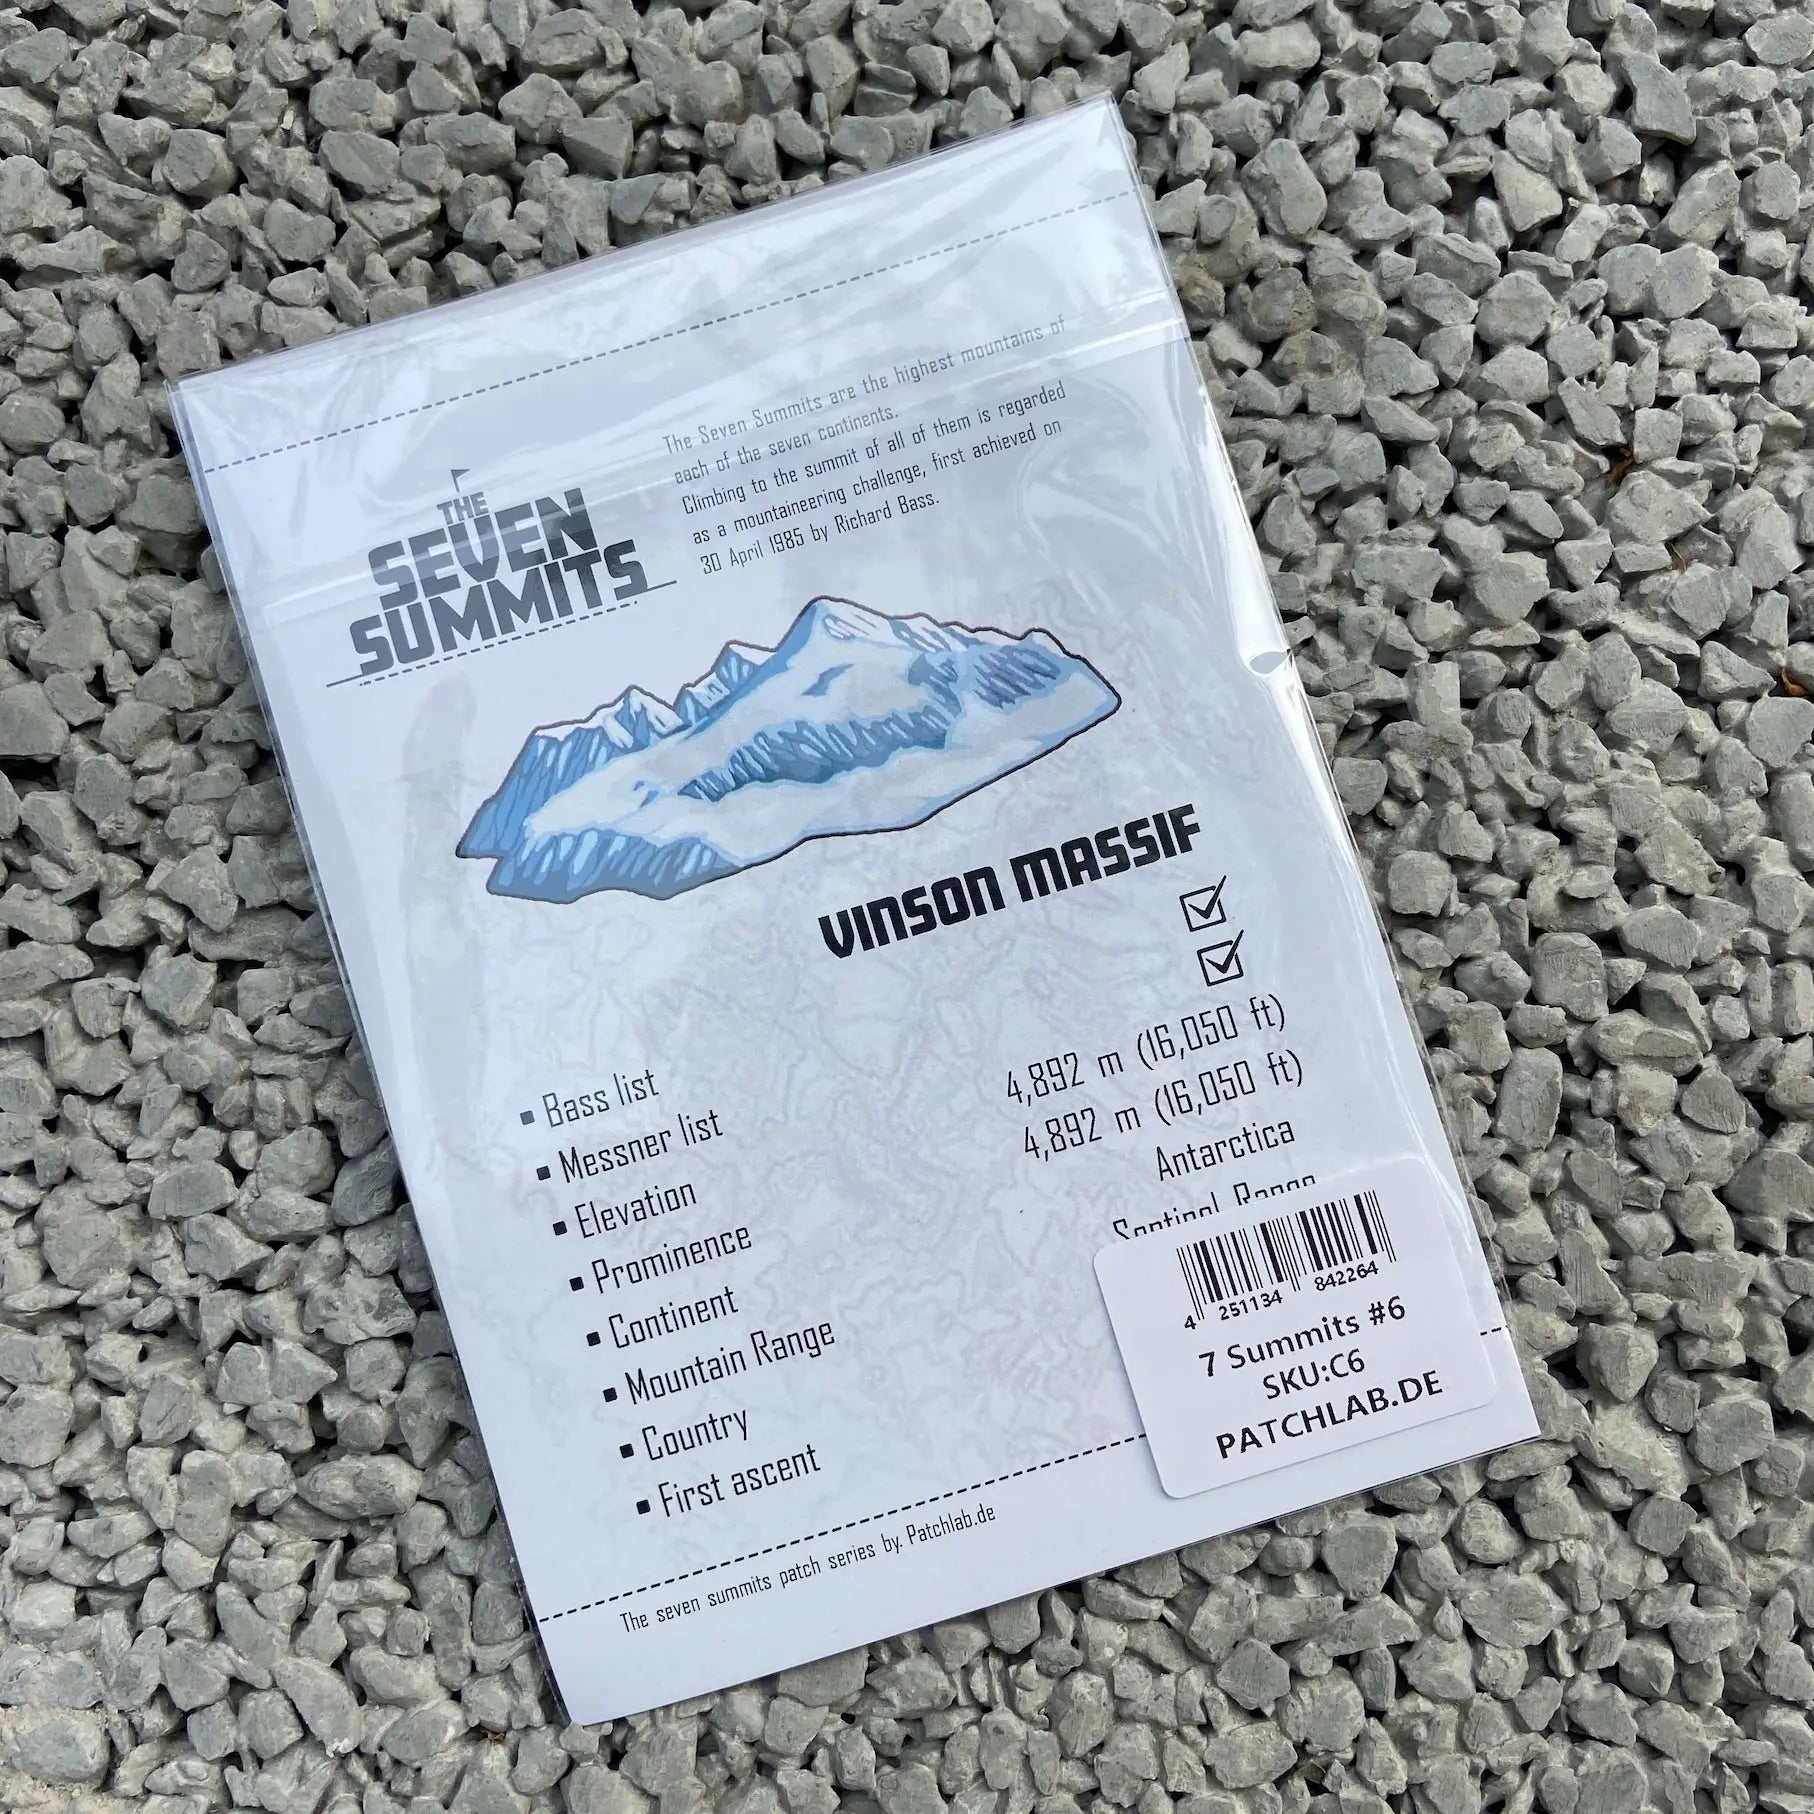 The Seven Summits are the highest mountains of
each of the seven continents.
Climbing to the summit of all of them is regarded
as a mountaineering challenge, first achieved on
30 April 1985 by Richard Bass.
THE
SEVEN
SUMMITS
VINSON MASSIF
▪ Bass list
▪ Messner list
▪ Elevation 4,892 m (16,050 ft)
▪ Prominence 4,892 m (16,050 ft)
▪ Continent Antarctica
▪ Mountain Range Sentinel Range
▪ Country
▪ First ascent
4 251134 842264
7 Summits #6
SKU:C6
PATCHLAB.DE
The seven summits patch series by. Patchlab.de